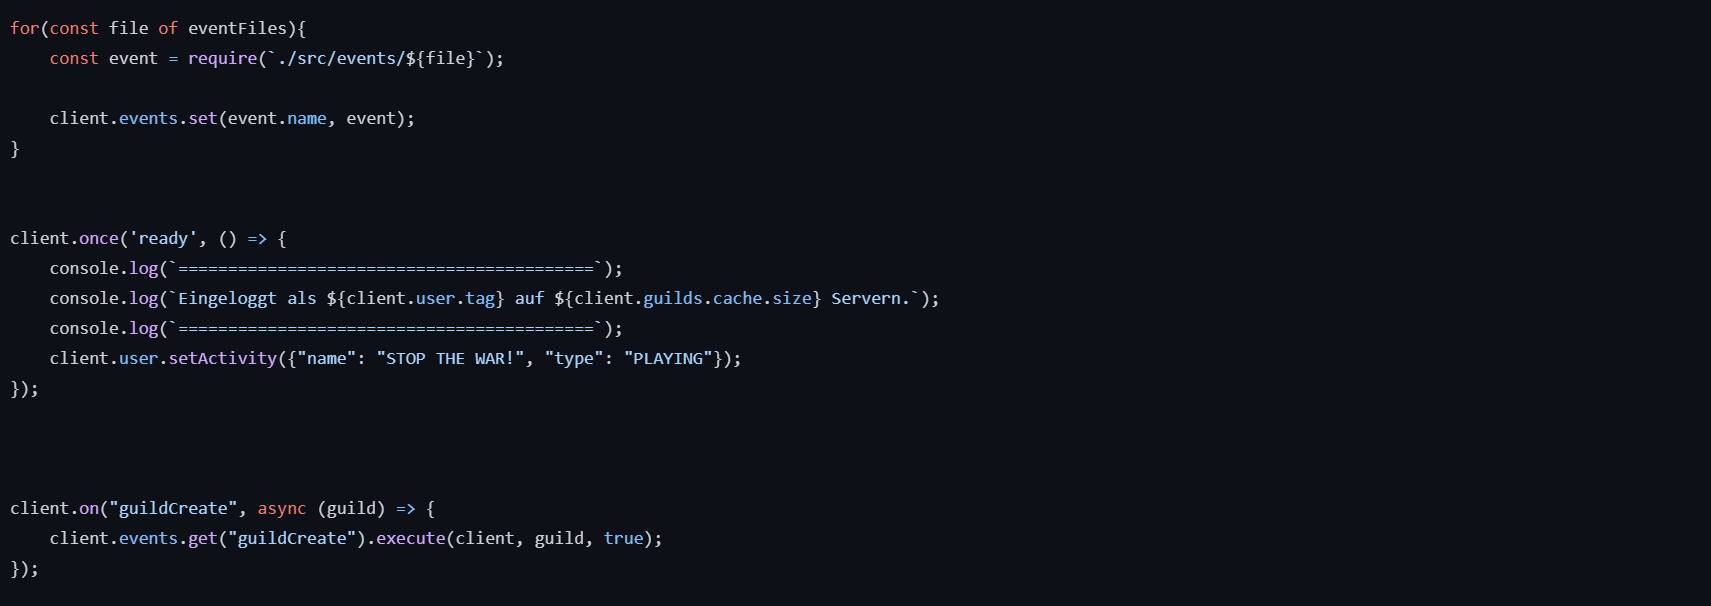 for(const file of eventFiles){
    const event = require(`./src/events/${file}`);
    client.events.set(event.name, event);
}
client.once('ready', () => {
    console.log(`==========================================`);
    console.log(`Eingeloggt als ${client.user.tag} auf ${client.guilds.cache.size} Servern.`);
    console.log(`==========================================`);
    client.user.setActivity({"name": "STOP THE WAR!", "type": "PLAYING"});
});
client.on("guildCreate", async (guild) => {
    client.events.get("guildCreate").execute(client, guild, true);
});